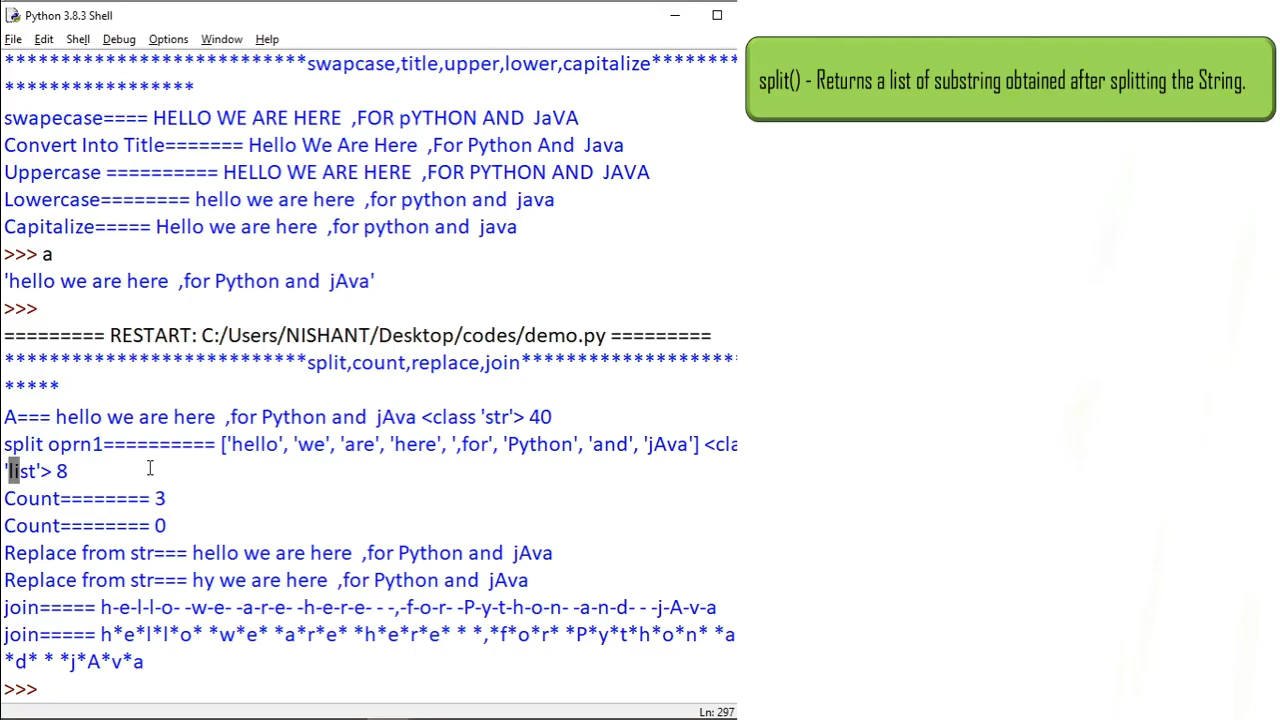 Python 3.8.3 Shell
File Edit Shell Debug Options Window Help
***************************swapcase,title,upper,lower,capitalize********
*****************
swapecase==== HELLO WE ARE HERE  ,FOR pYTHON AND  JaVA
Convert Into Title======= Hello We Are Here  ,For Python And  Java
Uppercase ========== HELLO WE ARE HERE  ,FOR PYTHON AND  JAVA
Lowercase======== hello we are here  ,for python and  java
Capitalize===== Hello we are here  ,for python and  java
>>> a
'hello we are here  ,for Python and  jAva'
>>>
========= RESTART: C:/Users/NISHANT/Desktop/codes/demo.py =========
***************************split,count,replace,join********************
*****
A=== hello we are here  ,for Python and  jAva <class 'str'> 40
split oprn1========== ['hello', 'we', 'are', 'here', ',for', 'Python', 'and', 'jAva'] <cla
'list'> 8
Count======== 3
Count======== 0
Replace from str=== hello we are here  ,for Python and  jAva
Replace from str=== hy we are here  ,for Python and  jAva
join===== h-e-l-l-o- -w-e- -a-r-e- -h-e-r-e- - -,-f-o-r- -P-y-t-h-o-n- -a-n-d- - -j-A-v-a
join===== h*e*l*l*o* *w*e* *a*r*e* *h*e*r*e* * *,*f*o*r* *P*y*t*h*o*n* *a
*d* * *j*A*v*a
>>>
Ln: 297
split() - Returns a list of substring obtained after splitting the String.